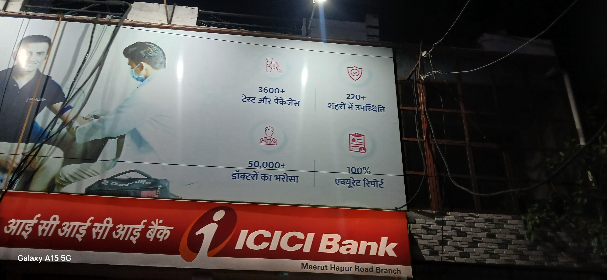 3600+
टेस्ट और पैकेजेस
220+
शहरों में उपस्थिति
50,000+
डॉक्टरों का भरोसा
100%
एक्यूरेट रिपोर्ट
आई सी आई सी आई बैंक
ICICI Bank
Meerut Hapur Road Branch
Galaxy A15 5G